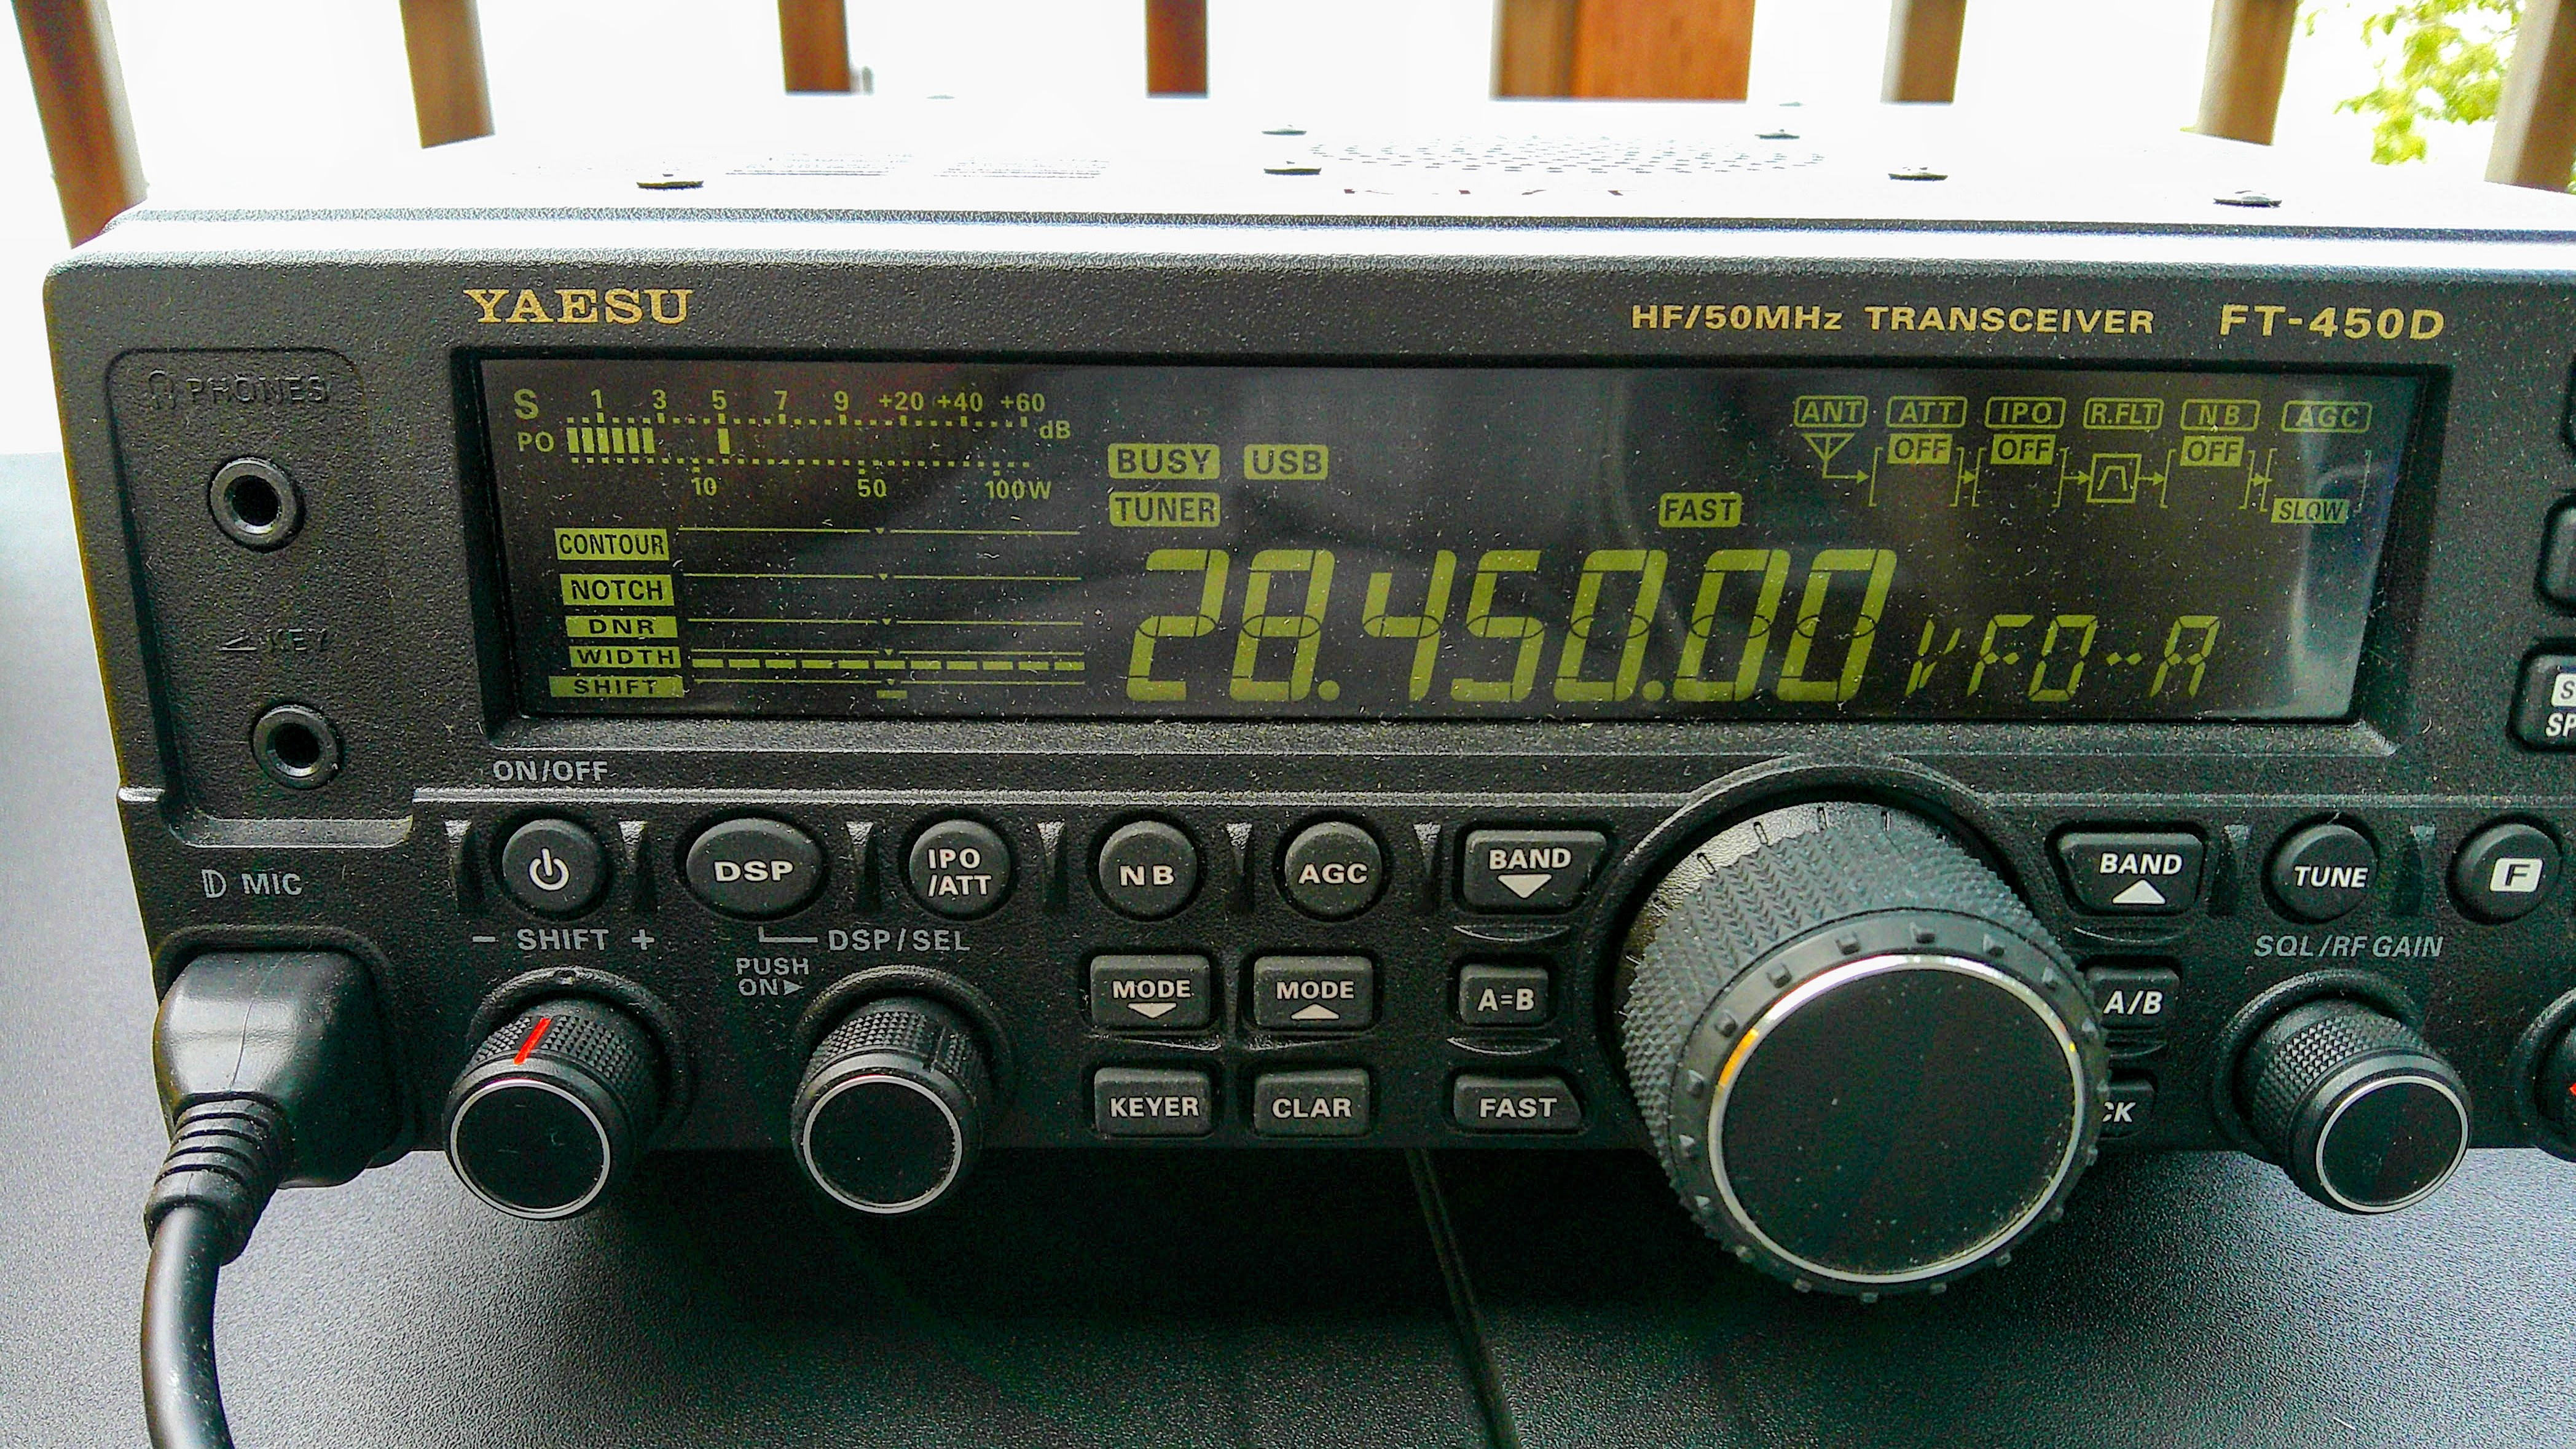 YAESU
HF/50MHz TRANSCEIVER FT-450D
PHONES
S 1 3 5 7 9 +20 +40 +60 dB
PO
10 50 100W
BUSY USB
TUNER
FAST
ANT ATT IPO R.FLT NB AGC
OFF OFF OFF
SLOW
CONTOUR
NOTCH
DNR
WIDTH
SHIFT
28.450.00 VFO-A
KEY
ON/OFF
MIC
DSP
IPO
/ATT
NB
AGC
BAND
BAND
TUNE
F
- SHIFT +
DSP/SEL
PUSH
ON
SQL/RF GAIN
MODE
MODE
A=B
A/B
KEYER
CLAR
FAST
CK
S
SP